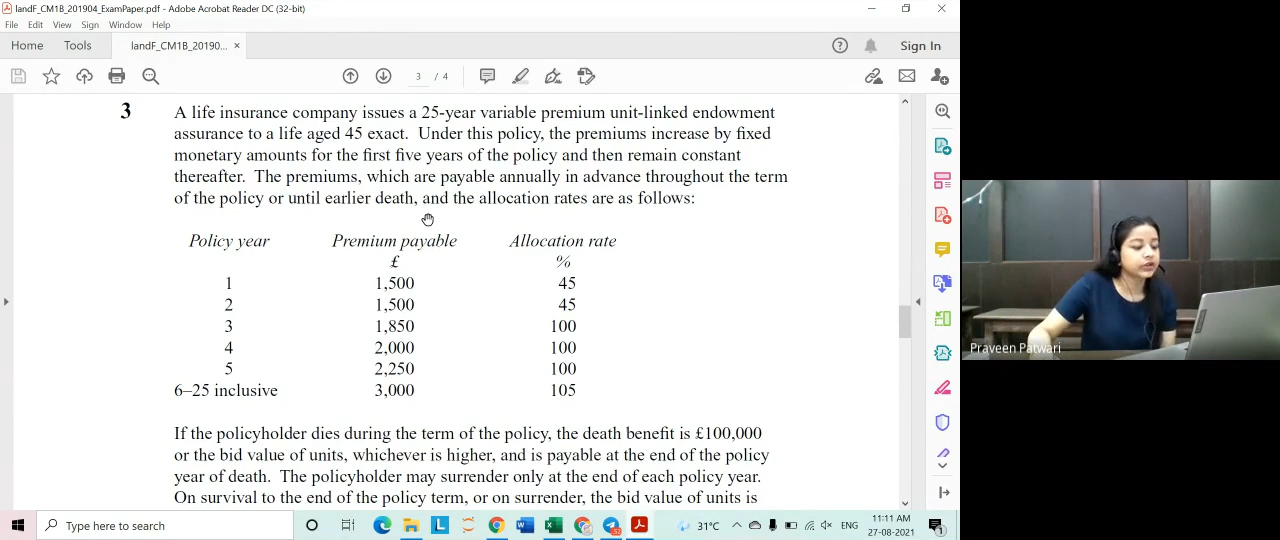 IandF_CM1B_201904_ExamPaper.pdf - Adobe Acrobat Reader DC (32-bit)
File Edit View Sign Window Help
Home Tools IandF_CM1B_20190... × Sign In
3 / 4
3 A life insurance company issues a 25-year variable premium unit-linked endowment
assurance to a life aged 45 exact. Under this policy, the premiums increase by fixed
monetary amounts for the first five years of the policy and then remain constant
thereafter. The premiums, which are payable annually in advance throughout the term
of the policy or until earlier death, and the allocation rates are as follows:
Policy year Premium payable Allocation rate
£ %
1 1,500 45
2 1,500 45
3 1,850 100
4 2,000 100
5 2,250 100
6–25 inclusive 3,000 105
If the policyholder dies during the term of the policy, the death benefit is £100,000
or the bid value of units, whichever is higher, and is payable at the end of the policy
year of death. The policyholder may surrender only at the end of each policy year.
On survival to the end of the policy term, or on surrender, the bid value of units is
Praveen Patwari
Type here to search
31°C ENG
11:11 AM
27-08-2021